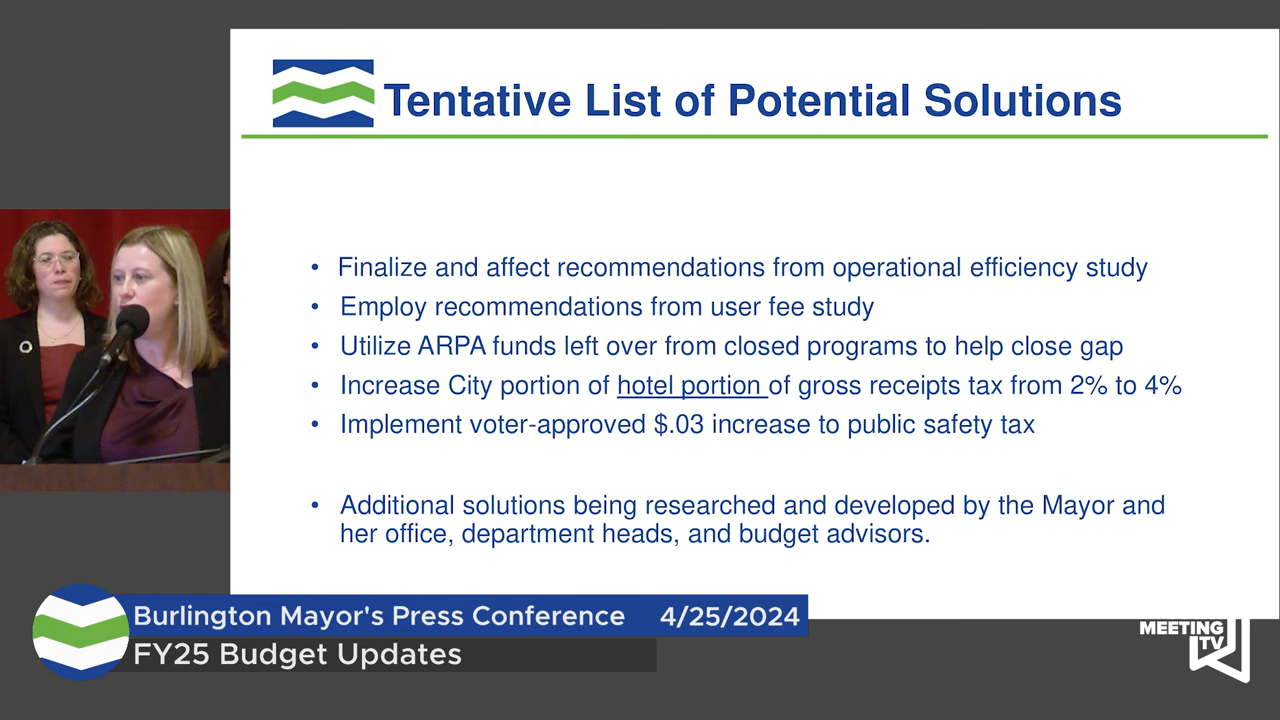 Tentative List of Potential Solutions
• Finalize and affect recommendations from operational efficiency study
• Employ recommendations from user fee study
• Utilize ARPA funds left over from closed programs to help close gap
• Increase City portion of hotel portion of gross receipts tax from 2% to 4%
• Implement voter-approved $.03 increase to public safety tax
• Additional solutions being researched and developed by the Mayor and
her office, department heads, and budget advisors.
Burlington Mayor's Press Conference 4/25/2024
FY25 Budget Updates
MEETING
TV